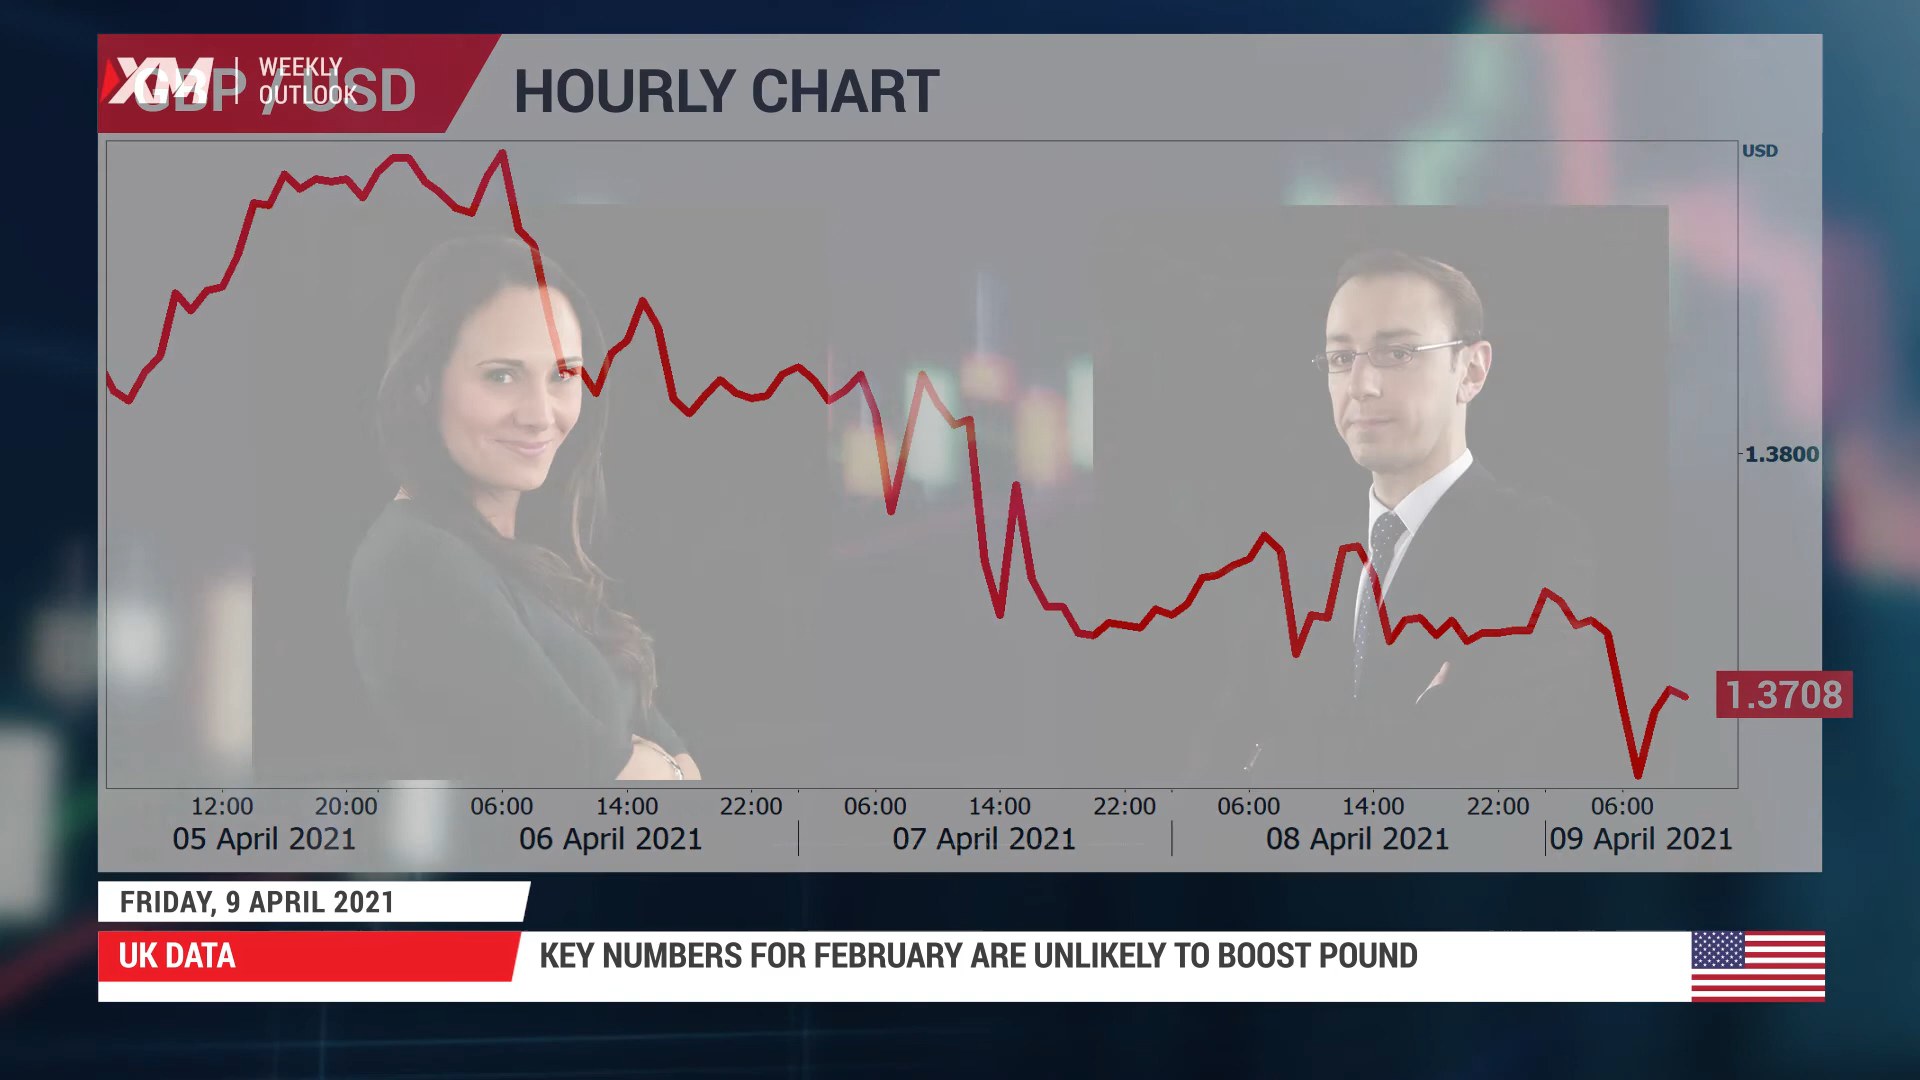 XM
WEEKLY
OUTLOOK
GBP / USD
HOURLY CHART
USD
1.3800
1.3708
12:00 20:00 06:00 14:00 22:00 06:00 14:00 22:00 06:00 14:00 22:00 06:00
05 April 2021 06 April 2021 07 April 2021 08 April 2021 09 April 2021
FRIDAY, 9 APRIL 2021
UK DATA
KEY NUMBERS FOR FEBRUARY ARE UNLIKELY TO BOOST POUND